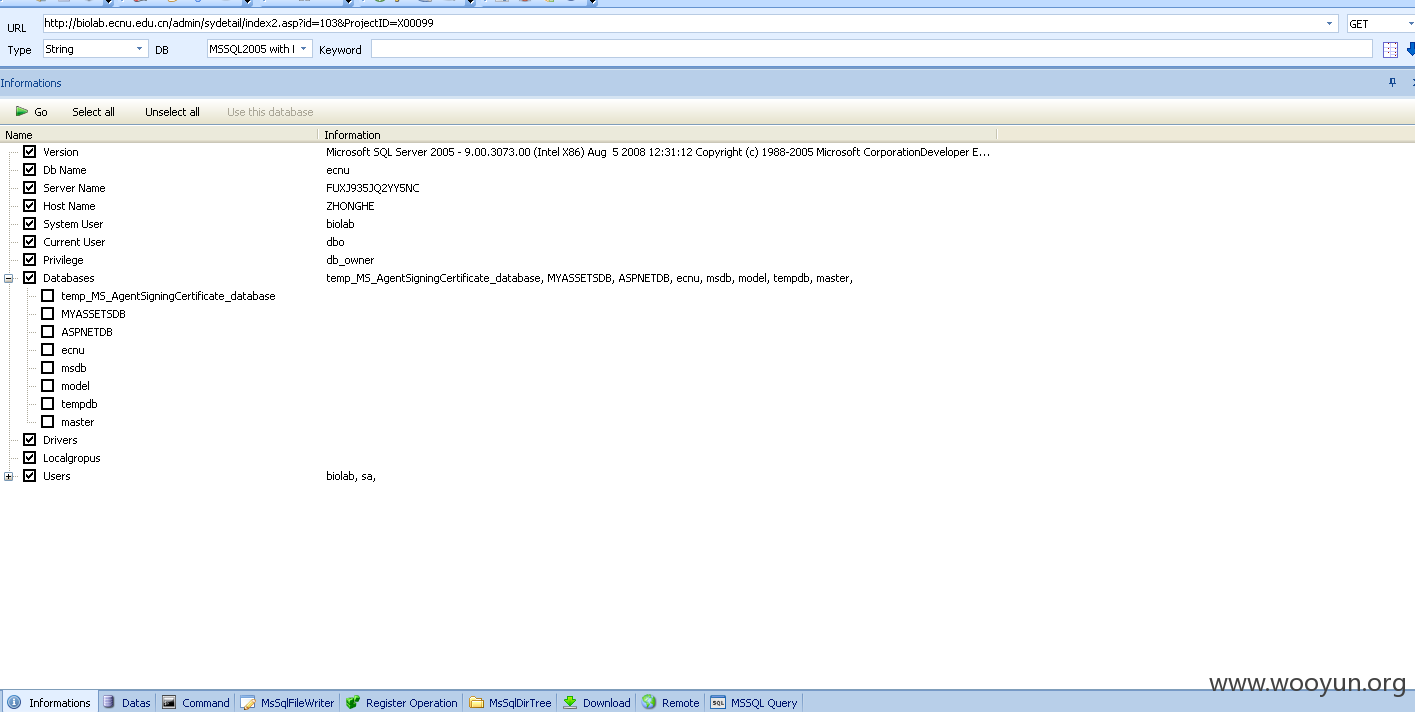 URL http://biolab.ecnu.edu.cn/admin/sydetail/index2.asp?id=103&ProjectID=X00099 GET
Type String DB MSSQL2005 with Keyword
Informations
Go Select all Unselect all Use this database
Name Information
Version Microsoft SQL Server 2005 - 9.00.3073.00 (Intel X86) Aug 5 2008 12:31:12 Copyright (c) 1988-2005 Microsoft CorporationDeveloper E...
Db Name ecnu
Server Name FUXJ935JQ2YY5NC
Host Name ZHONGHE
System User biolab
Current User dbo
Privilege db_owner
Databases temp_MS_AgentSigningCertificate_database, MYASSETSDB, ASPNETDB, ecnu, msdb, model, tempdb, master,
temp_MS_AgentSigningCertificate_database
MYASSETSDB
ASPNETDB
ecnu
msdb
model
tempdb
master
Drivers
Localgropus
Users biolab, sa,
www.wooyun.org
Informations Datas Command MsSqlFileWriter Register Operation MsSqlDirTree Download Remote SQL MSSQL Query